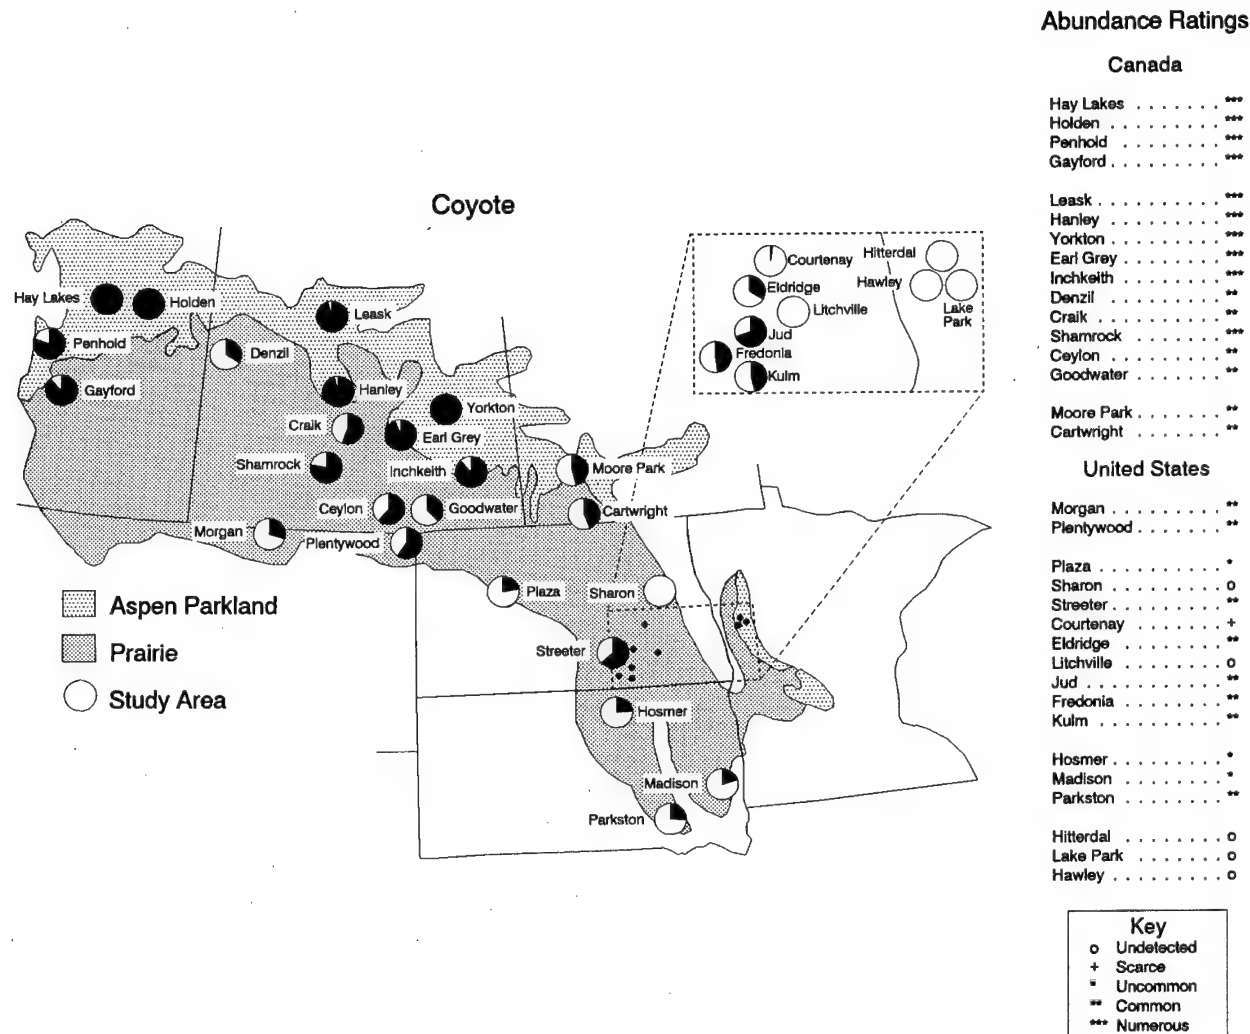 Abundance Ratings
Canada
Hay Lakes . . . . . . . ***
Holden . . . . . . . . . ***
Penhold . . . . . . . . ***
Gayford . . . . . . . . . ***
Leask . . . . . . . . . . ***
Hanley . . . . . . . . . ***
Yorkton . . . . . . . . . ***
Earl Grey . . . . . . . . ***
Inchkeith . . . . . . . . ***
Denzil . . . . . . . . . . **
Craik . . . . . . . . . . **
Shamrock . . . . . . . ***
Ceylon . . . . . . . . . **
Goodwater . . . . . . . **
Moore Park . . . . . . . **
Cartwright . . . . . . . **
United States
Morgan . . . . . . . . . **
Plentywood . . . . . . . **
Plaza . . . . . . . . . . *
Sharon . . . . . . . . . o
Streeter . . . . . . . . . **
Courtenay . . . . . . . +
Eldridge . . . . . . . . . **
Litchville . . . . . . . . o
Jud . . . . . . . . . . . **
Fredonia . . . . . . . . **
Kulm . . . . . . . . . . **
Hosmer . . . . . . . . . *
Madison . . . . . . . . *
Parkston . . . . . . . . **
Hitterdal . . . . . . . . o
Lake Park . . . . . . . o
Hawley . . . . . . . . . o
Key
o Undetected
+ Scarce
* Uncommon
** Common
*** Numerous
Coyote
Courtenay
Hitterdal
Eldridge
Hawley
Litchville
Lake
Park
Jud
Fredonia
Kulm
Hay Lakes
Holden
Leask
Penhold
Denzil
Gayford
Hanley
Yorkton
Craik
Earl Grey
Shamrock
Inchkeith
Moore Park
Ceylon
Goodwater
Cartwright
Morgan
Plentywood
Plaza
Sharon
Streeter
Hosmer
Madison
Parkston
Aspen Parkland
Prairie
Study Area